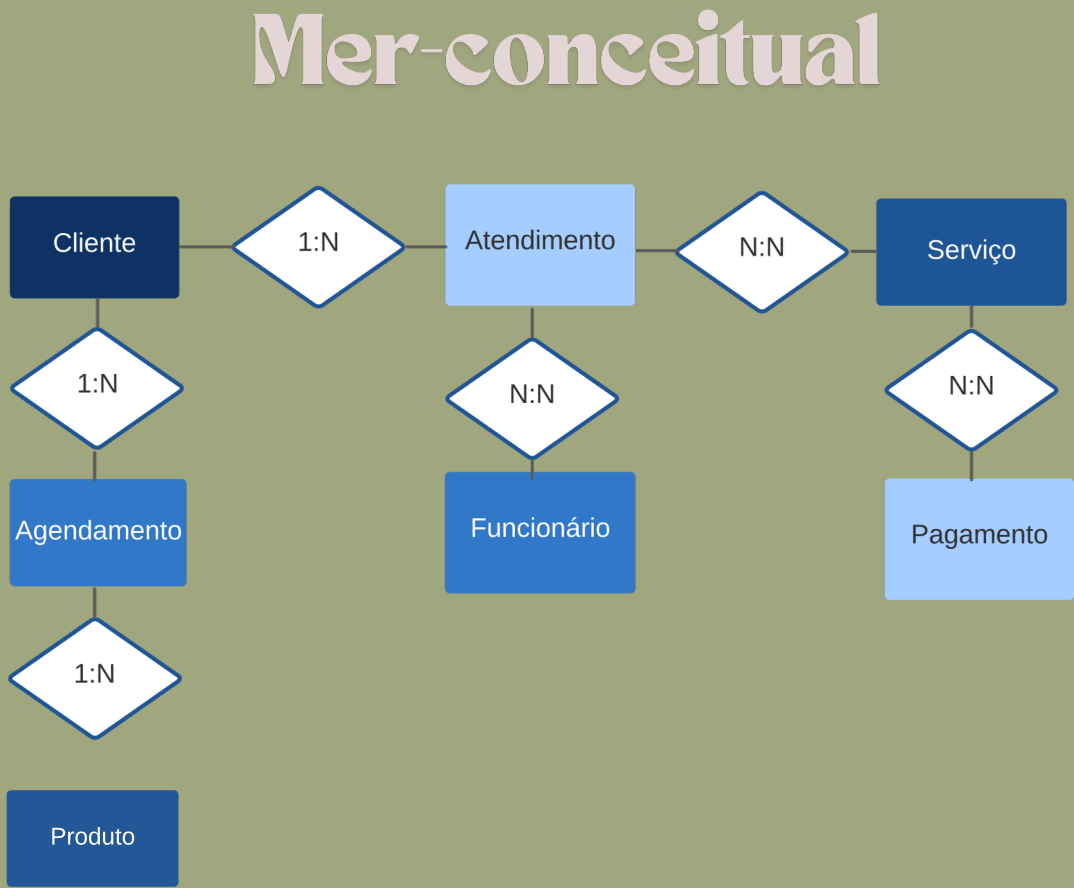 Mer-conceitual
Cliente
1:N
Atendimento
N:N
Serviço
1:N
N:N
N:N
Agendamento
Funcionário
Pagamento
1:N
Produto